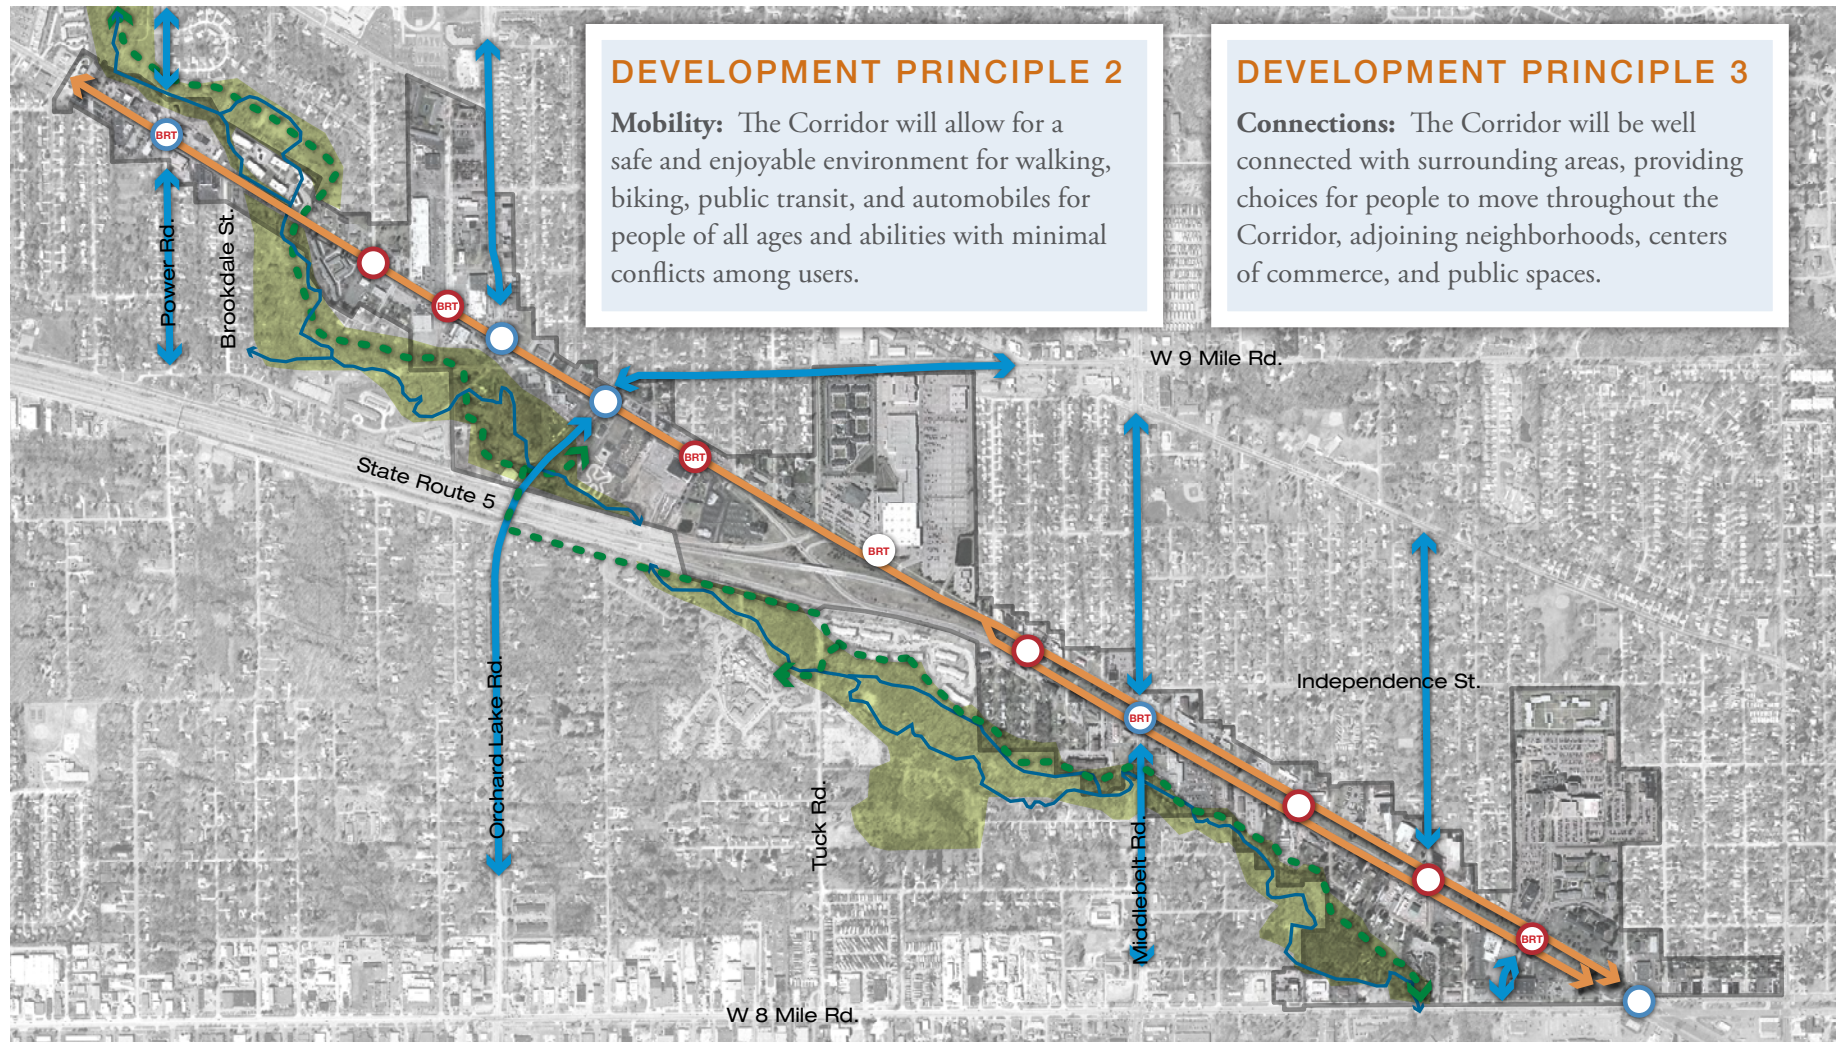 DEVELOPMENT PRINCIPLE 2
Mobility: The Corridor will allow for a
safe and enjoyable environment for walking,
biking, public transit, and automobiles for
people of all ages and abilities with minimal
conflicts among users.
DEVELOPMENT PRINCIPLE 3
Connections: The Corridor will be well
connected with surrounding areas, providing
choices for people to move throughout the
Corridor, adjoining neighborhoods, centers
of commerce, and public spaces.
BRT
Power Rd.
Brookdale St.
BRT
W 9 Mile Rd.
BRT
State Route 5
BRT
Orchard Lake Rd.
Independence St.
BRT
Tuck Rd.
Middlebelt Rd.
BRT
W 8 Mile Rd.